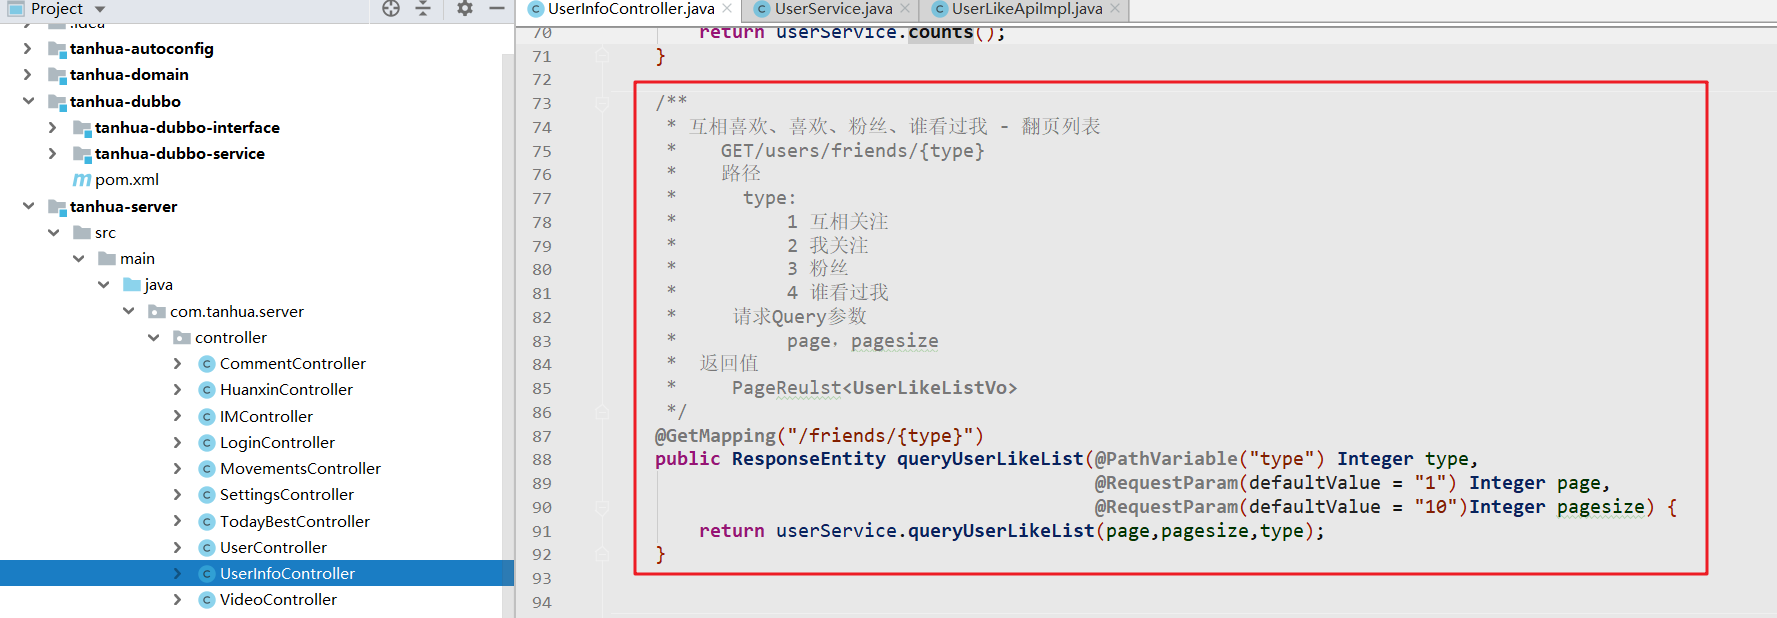 Project
UserInfoController.java
UserService.java
UserLikeApiImpl.java
.idea
tanhua-autoconfig
tanhua-domain
tanhua-dubbo
tanhua-dubbo-interface
tanhua-dubbo-service
pom.xml
tanhua-server
src
main
java
com.tanhua.server
controller
CommentController
HuanxinController
IMController
LoginController
MovementsController
SettingsController
TodayBestController
UserController
UserInfoController
VideoController
70 return userService.counts();
71 }
72
73 /**
74 * 互相喜欢、喜欢、粉丝、谁看过我 - 翻页列表
75 * GET/users/friends/{type}
76 * 路径
77 * type:
78 * 1 互相关注
79 * 2 我关注
80 * 3 粉丝
81 * 4 谁看过我
82 * 请求Query参数
83 * page，pagesize
84 * 返回值
85 * PageReulst<UserLikeListVo>
86 */
87 @GetMapping("/friends/{type}")
88 public ResponseEntity queryUserLikeList(@PathVariable("type") Integer type,
89 @RequestParam(defaultValue = "1") Integer page,
90 @RequestParam(defaultValue = "10")Integer pagesize) {
91 return userService.queryUserLikeList(page,pagesize,type);
92 }
93
94